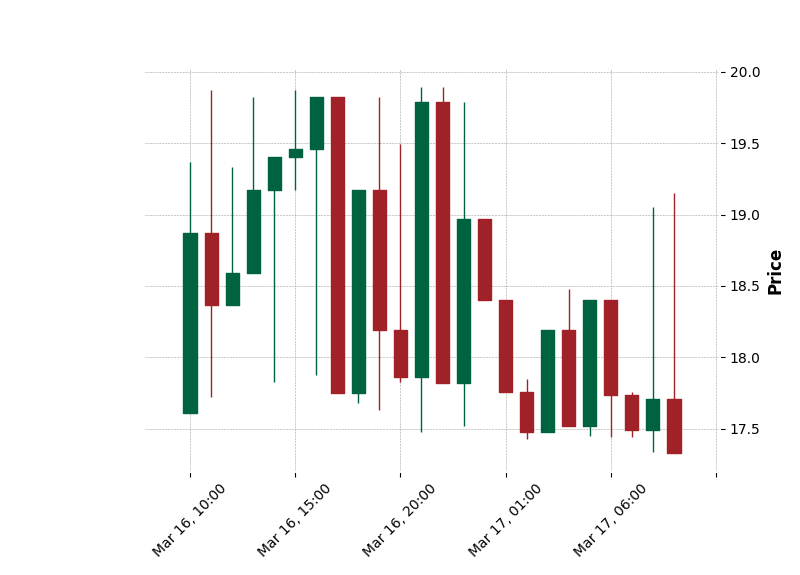 20.0
19.5
19.0
18.5
18.0
17.5
Price
Mar 16, 10:00
Mar 16, 15:00
Mar 16, 20:00
Mar 17, 01:00
Mar 17, 06:00